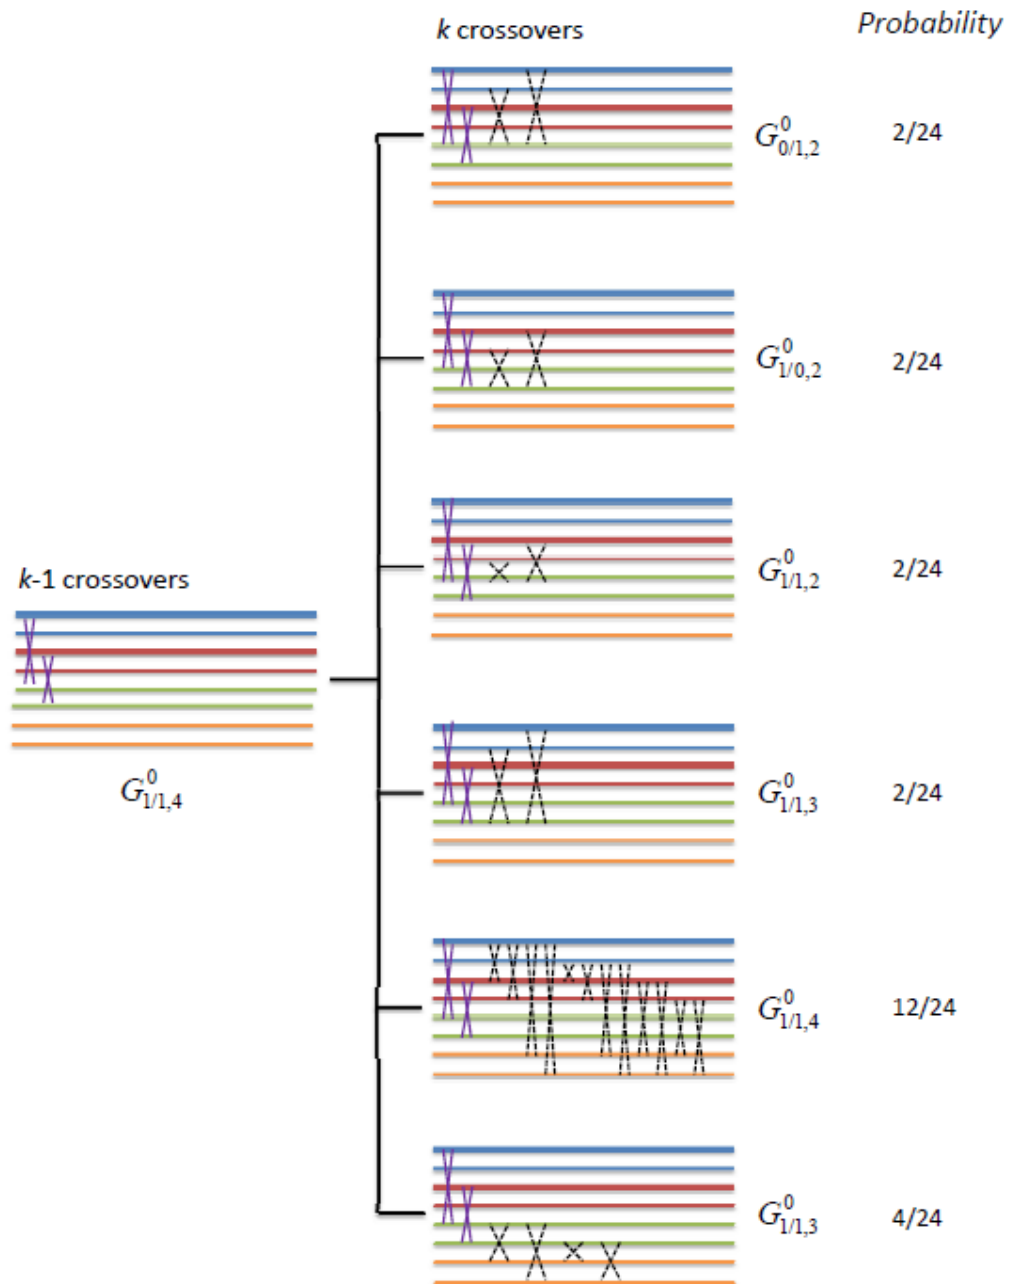 k crossovers
Probability
G^0_{0/1,2}
2/24
G^0_{1/0,2}
2/24
G^0_{1/1,2}
2/24
k-1 crossovers
G^0_{1/1,4}
G^0_{1/1,3}
2/24
G^0_{1/1,4}
12/24
G^0_{1/1,3}
4/24